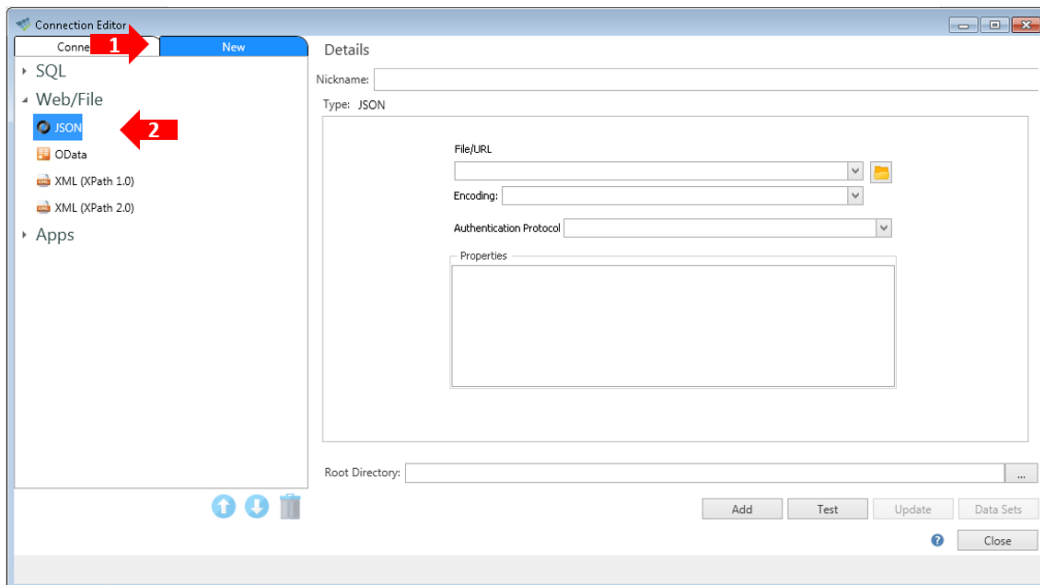 Connection Editor
Conne
1
New
Details
SQL
Nickname:
Web/File
Type: JSON
JSON
2
OData
XML (XPath 1.0)
XML (XPath 2.0)
Apps
File/URL
Encoding:
Authentication Protocol
Properties
Root Directory:
...
Add
Test
Update
Data Sets
?
Close